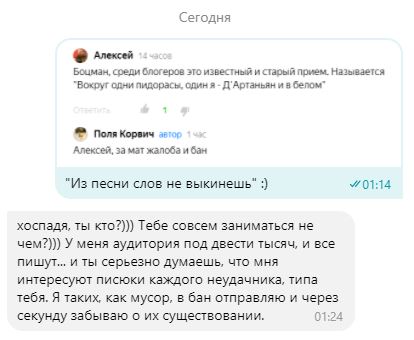 Сегодня
Алексей 14 часов
Боцман, среди блогеров это известный и старый прием. Называется
"Вокруг одни пидорасы, один я - Д'Артаньян и в белом"
Ответить 1
Поля Корвич автор 1 час
Алексей, за мат жалоба и бан
"Из песни слов не выкинешь" :)
01:14
хоспадя, ты кто?))) Тебе совсем заниматься не
чем?))) У меня аудитория под двести тысяч, и все
пишут... и ты серьезно думаешь, что мня
интересуют писюки каждого неудачника, типа
тебя. Я таких, как мусор, в бан отправляю и через
секунду забываю о их существовании.
01:24